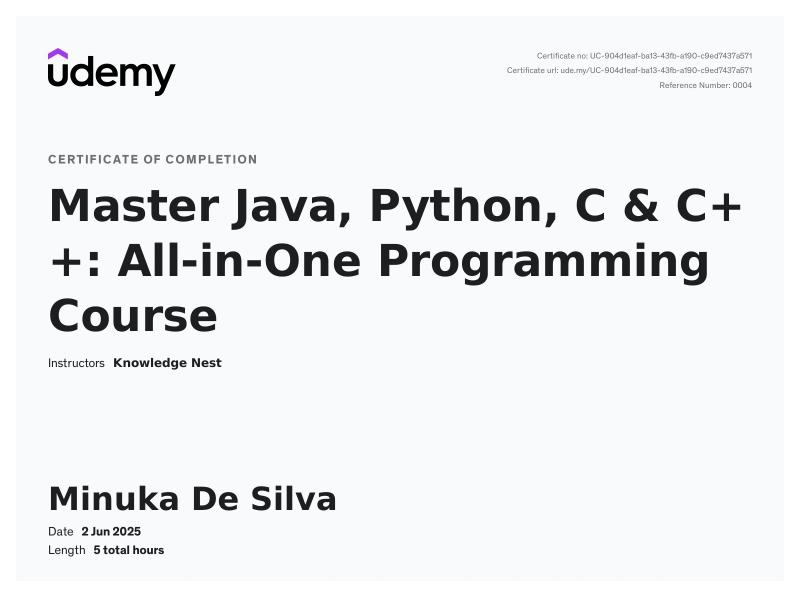 udemy
Certificate no: UC-904d1eaf-ba13-43fb-a190-c9ed7437a571
Certificate url: ude.my/UC-904d1eaf-ba13-43fb-a190-c9ed7437a571
Reference Number: 0004
CERTIFICATE OF COMPLETION
Master Java, Python, C & C+
+: All-in-One Programming
Course
Instructors Knowledge Nest
Minuka De Silva
Date 2 Jun 2025
Length 5 total hours